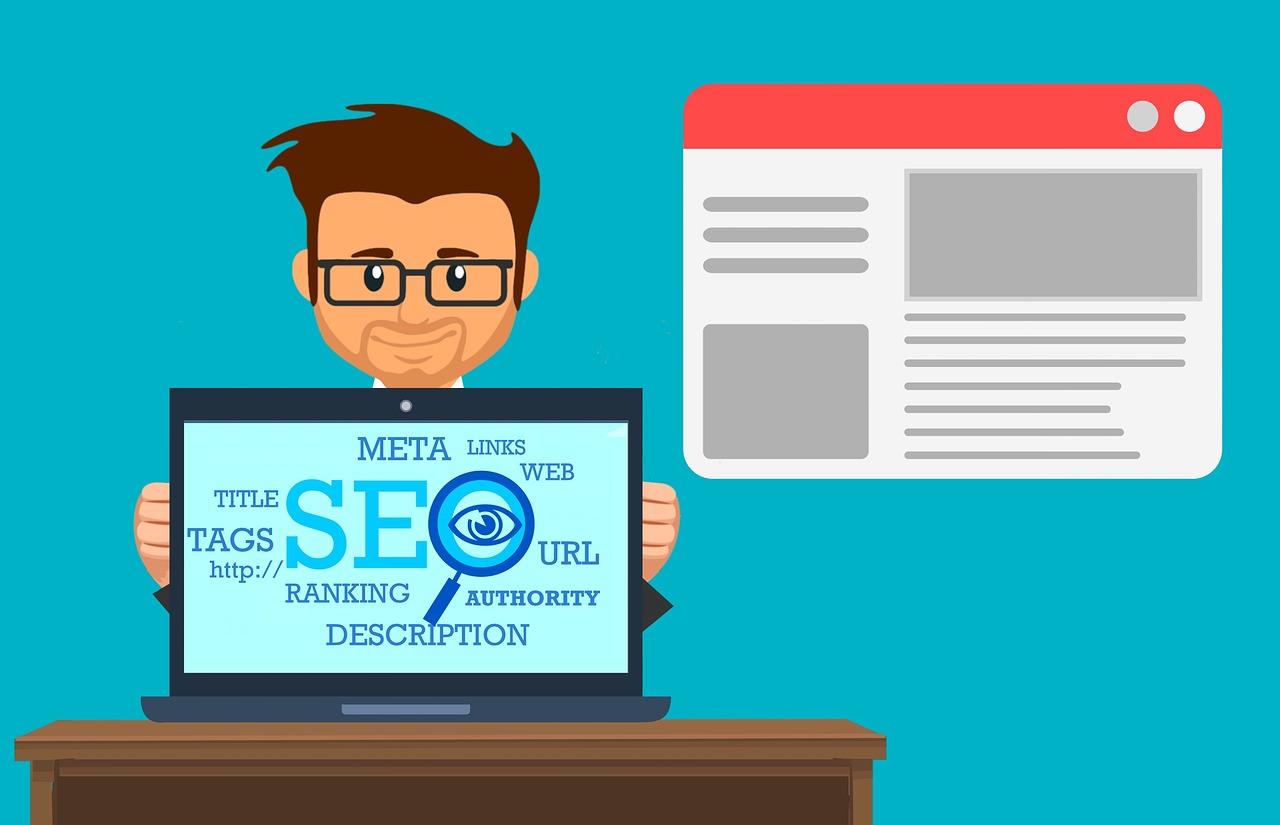 META
LINKS
WEB
TITLE
SEO
TAGS
URL
http://
RANKING
AUTHORITY
DESCRIPTION